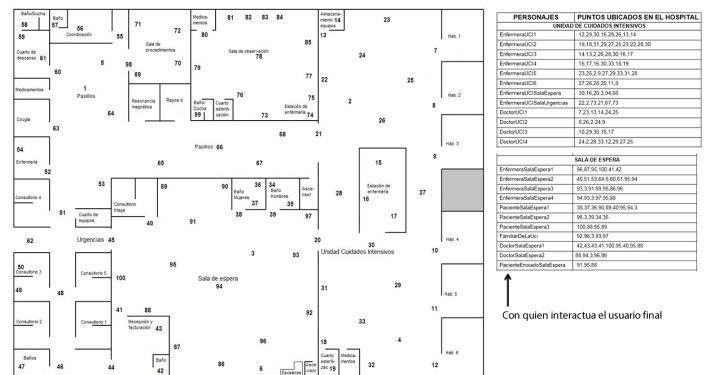 Baño/Ducha
58
59
Baño
57
56
Coordinación
55
71
72
Sala de
procedimientos
Medica-
mentos
80
81 82 83 84
Almacena-
miento 14
equipos
85
13
23
Hab. 1
Cuarto de
descanso 61
60
5
98
69
70
79
Sala de observación
78
77
24
25
7
22
Medicamentos
1
Pasillos
64
Resonancia
magnética
Rayos x
76
Baño/
Ducha
99
Cuarto
esterili-
zación
73
75
Estación de
enfermería 74
2
26
8
Hab. 2
Cirugía
63
68
21
Pasillos 66
Hab. 3
54
Enfermería
52
65
67
15
9
Consultorio 4
53
89
90
Baño
Mujeres
36
37
34
Baño
Hombres
35
Asce-
nsor
28
Estación de
enfermería
16
27
51
Cuarto de
equipos
Consultorio
triage
40
91
38
39
97
17
62
Urgencias 45
20
30
Unidad Cuidados Intensivos
10
Hab. 4
3
93
50
Consultorio 3
Consultorio 5
100
95
Sala de espera
94
49
48
31
29
Hab. 5
41
88
92
11
Consultorio 2
Consultorio 1
Recepción y
facturación 43
33
87
96
18
4
Hab. 6
Baños
47
46
44
Baño
42
86
6
Escaleras
Asce
nsor
Cuarto
esteri-
zac 19
Medica-
mentos
32
12
PERSONAJES PUNTOS UBICADOS EN EL HOSPITAL
UNIDAD DE CUIDADOS INTENSIVOS
EnfermeraUCI1 12,29,30,16,28,26,13,14
EnfermeraUCI2 19,18,31,29,27,25,23,22,28,30
EnfermeraUCI3 14,13,2,26,28,30,16,17
EnfermeraUCI4 15,17,16,30,33,18,19
EnfermeraUCI5 23,25,2,9,27,29,33,31,28
EnfermeraUCI6 27,26,28,20,11,8
EnfermeraUCISalaEspera 30,16,20,3,94,88
EnfermeraUCISalaUrgencias 22,2,73,21,67,73
DoctorUCI1 7,23,13,14,24,25
DoctorUCI2 8,26,2,24,9
DoctorUCI3 10,29,30,16,17
DoctorUCI4 24,2,28,33,12,29,27,25
SALA DE ESPERA
EnfermeraSalaEspera1 96,87,95,100,41,42
EnfermeraSalaEspera2 45,51,53,64,5,60,61,95,94
EnfermeraSalaEspera3 93,3,91,89,95,86,96
EnfermeraSalaEspera4 94,93,3,97,95,88
PacienteSalaEspera1 38,37,36,90,89,40,95,94,3
PacienteSalaEspera2 96,3,39,34,35
PacienteSalaEspera3 100,88,95,89
FamiliarDeLaUci 92,96,3,93,97
DoctorSalaEspera1 42,43,43,41,100,95,40,95,88
DoctorSalaEspera2 88,94,3,96,86
PacienteEnojadoSalaEspera 91,95,88
Con quien interactua el usuario final